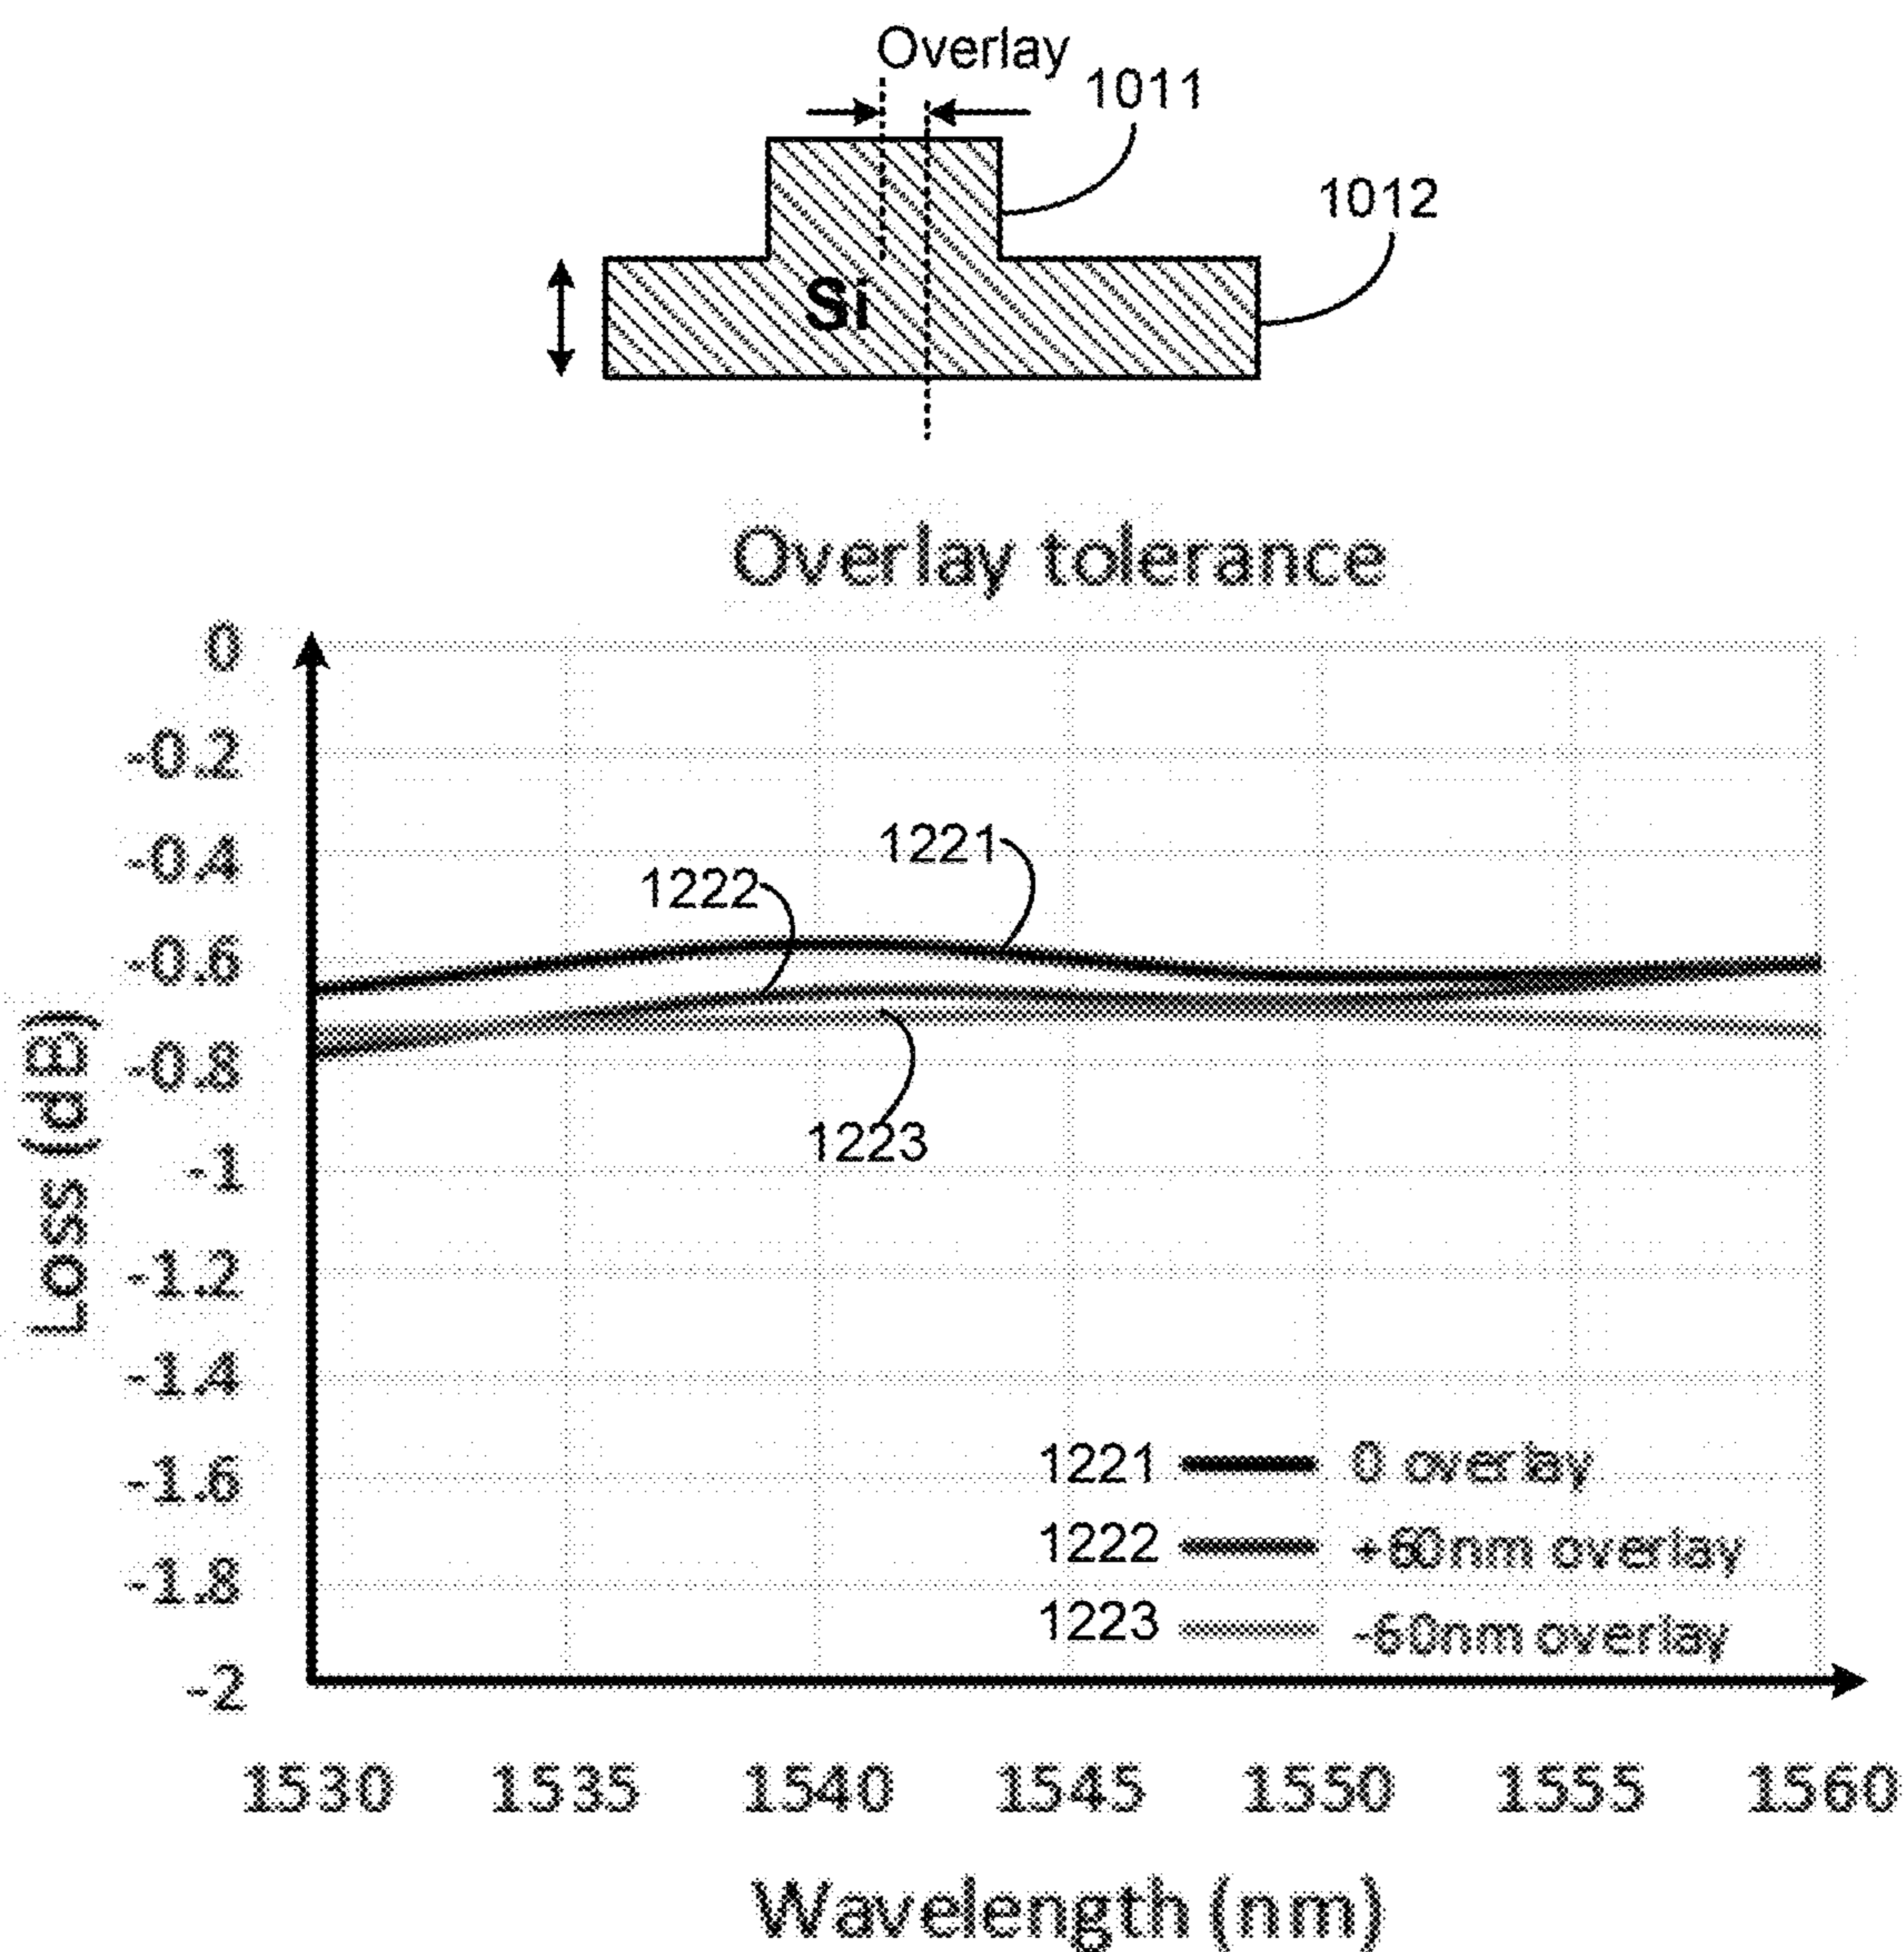 Overlay
1011
1012
Si
Overlay tolerance
0
-0.2
-0.4
-0.6
-0.8
-1
-1.2
-1.4
-1.6
-1.8
-2
Loss (dB)
1221
1222
1223
1221 0 overlay
1222 +60nm overlay
1223 -60nm overlay
1530 1535 1540 1545 1550 1555 1560
Wavelength (nm)